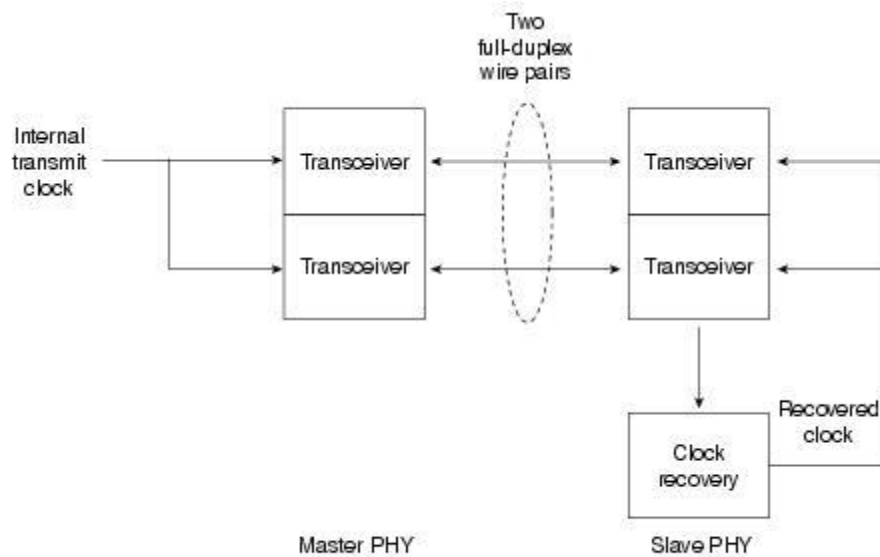 Two
full-duplex
wire pairs
Internal
transmit
clock
Transceiver
Transceiver
Transceiver
Transceiver
Recovered
clock
Clock
recovery
Master PHY
Slave PHY